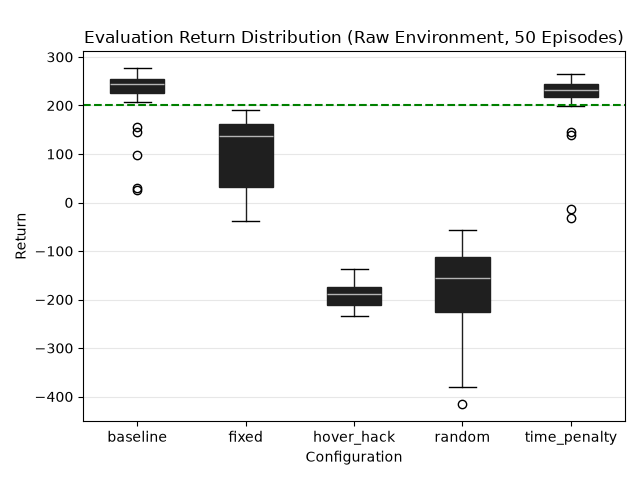 Evaluation Return Distribution (Raw Environment, 50 Episodes)
300
200
100
0
−100
−200
−300
−400
Return
baseline
fixed
hover_hack
random
time_penalty
Configuration